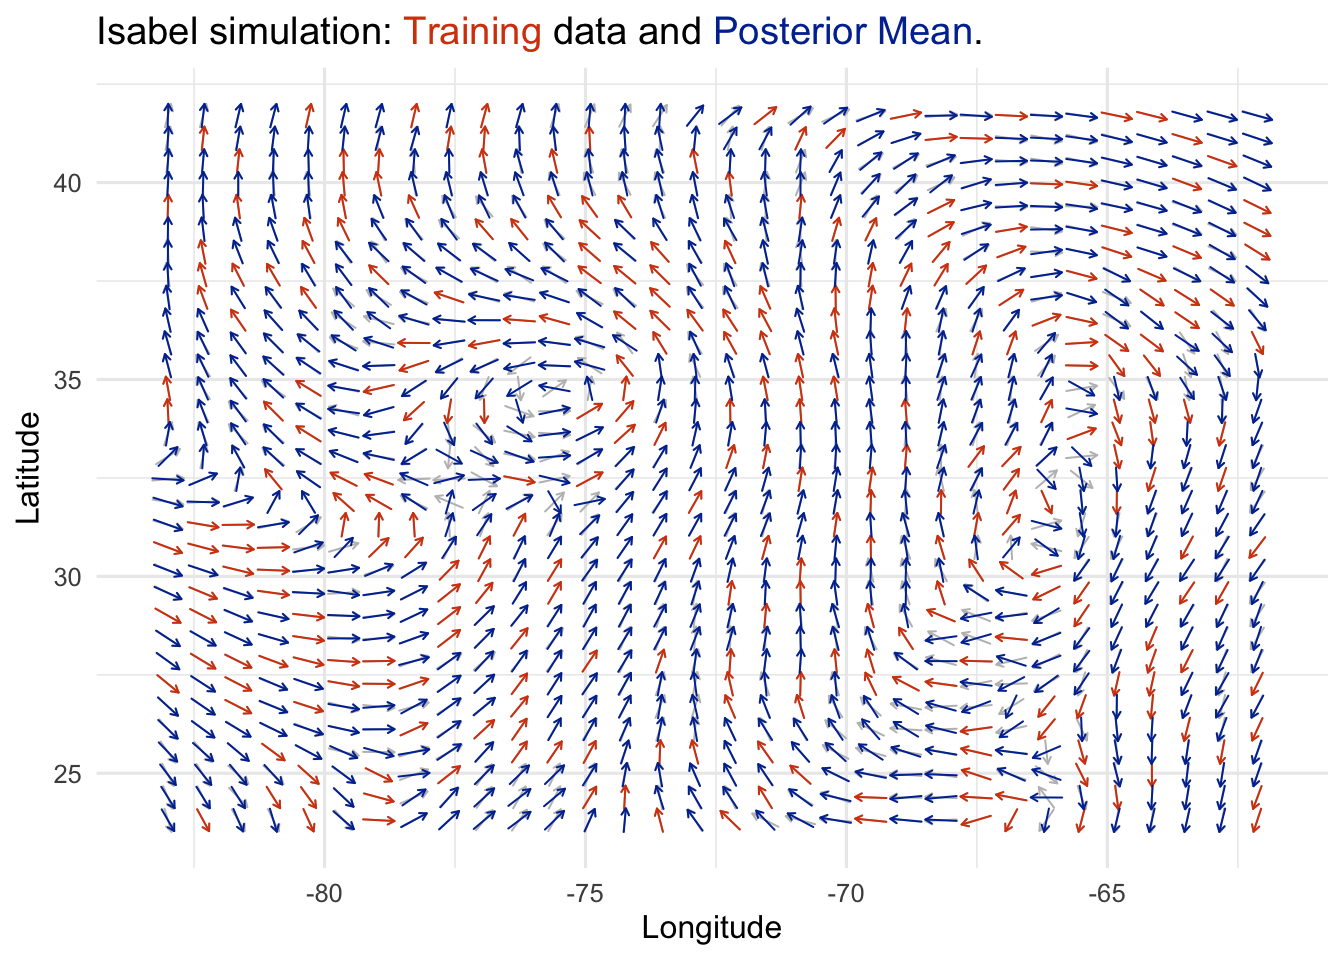 Isabel simulation: Training data and Posterior Mean.
40
35
30
25
Latitude
-80 -75 -70 -65
Longitude